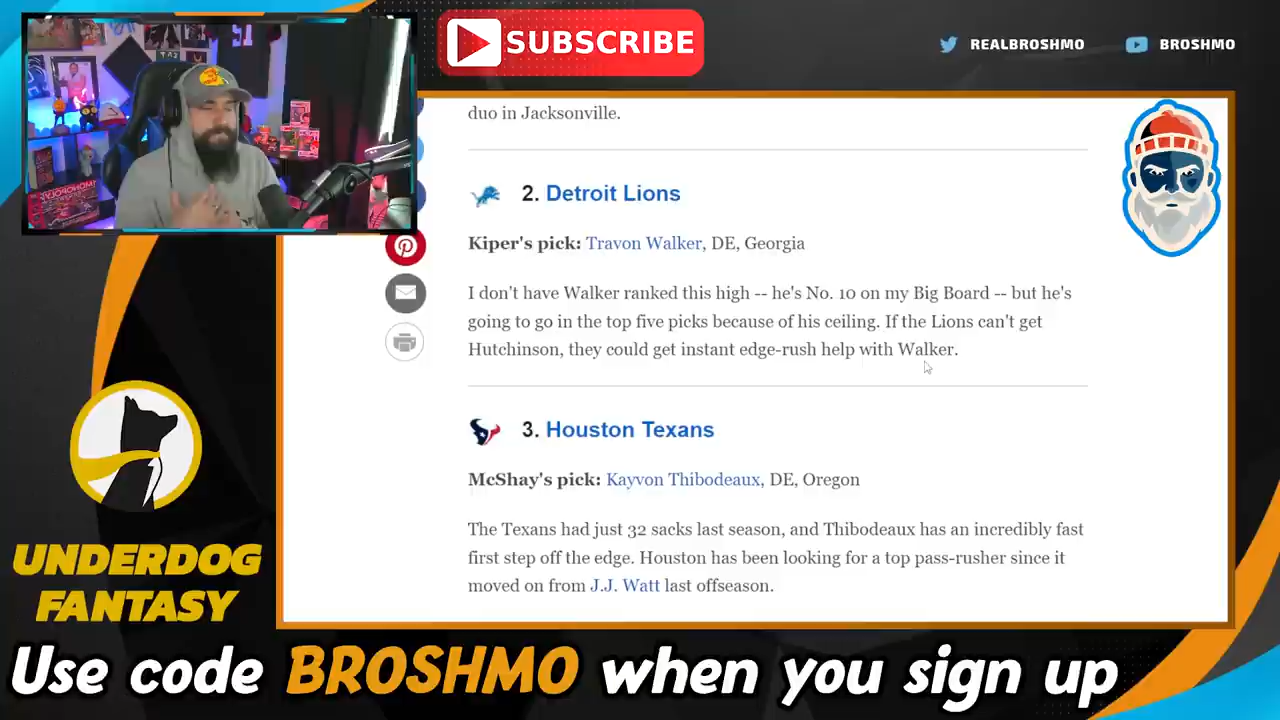 SUBSCRIBE
REALBROSHMO
BROSHMO
duo in Jacksonville.
2. Detroit Lions
Kiper's pick: Travon Walker, DE, Georgia
I don't have Walker ranked this high -- he's No. 10 on my Big Board -- but he's
going to go in the top five picks because of his ceiling. If the Lions can't get
Hutchinson, they could get instant edge-rush help with Walker.
3. Houston Texans
McShay's pick: Kayvon Thibodeaux, DE, Oregon
The Texans had just 32 sacks last season, and Thibodeaux has an incredibly fast
first step off the edge. Houston has been looking for a top pass-rusher since it
moved on from J.J. Watt last offseason.
UNDERDOG
FANTASY
Use code BROSHMO when you sign up